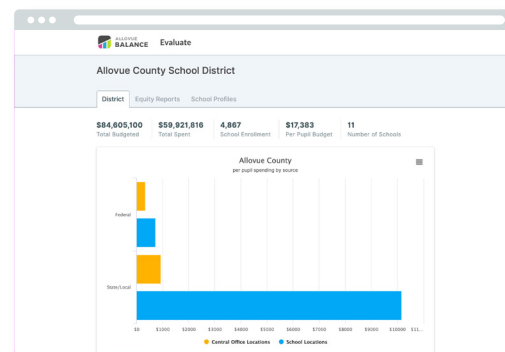 ALLOVUE
BALANCE
Evaluate
Allovue County School District
District Equity Reports School Profiles
$84,605,100 $59,921,816 4,867 $17,383 11
Total Budgeted Total Spent School Enrollment Per Pupil Budget Number of Schools
Allovue County
per pupil spending by source
Federal
State/Local
$0 $1000 $2000 $3000 $4000 $5000 $6000 $7000 $8000 $9000 $10000 $11...
Central Office Locations School Locations